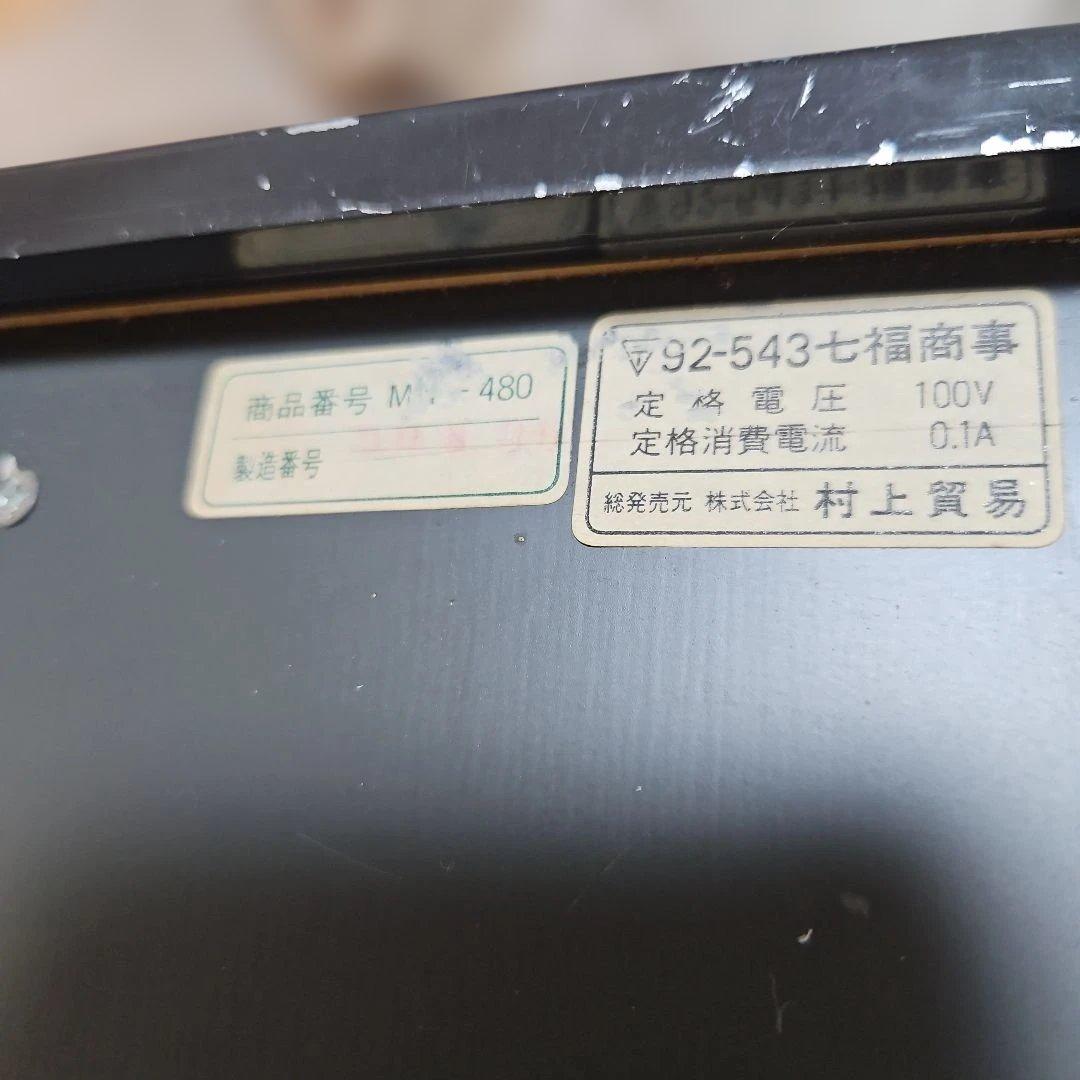 商品番号 -480
製造番号
92-543七福商事
定格電圧 100V
定格消費電流 0.1A
総発売元 株式会社 村上貿易